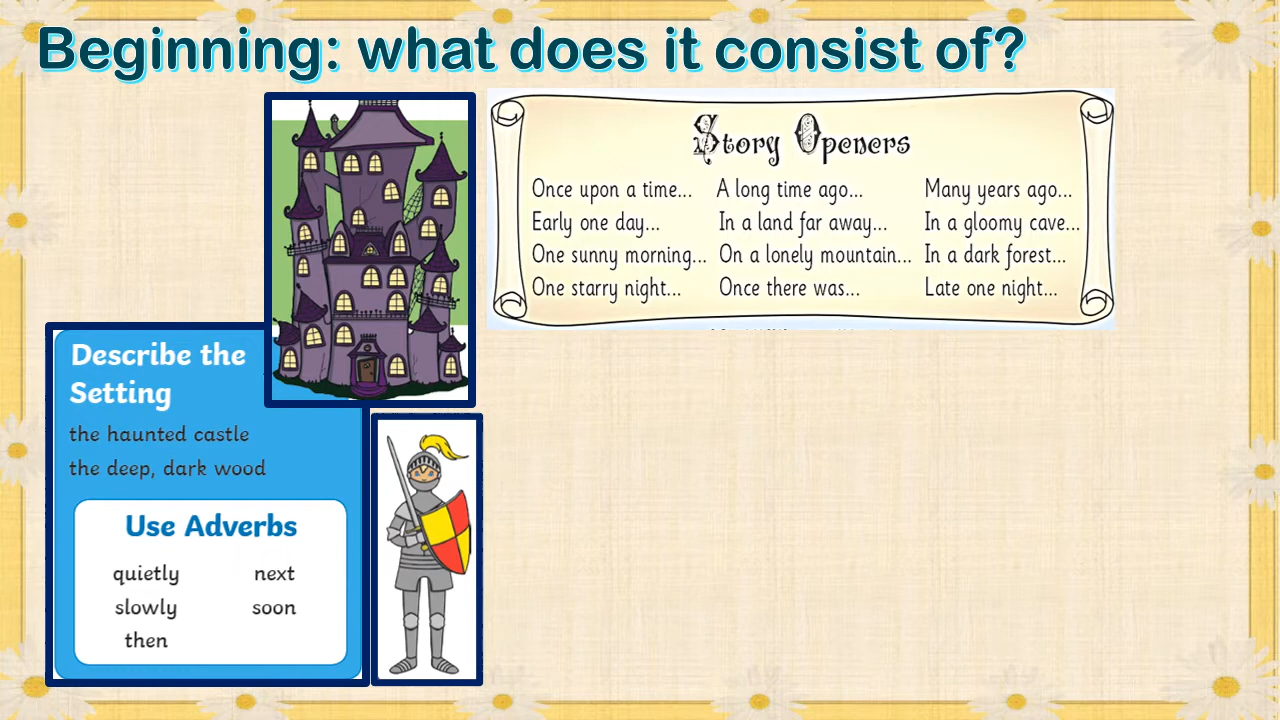 Beginning: what does it consist of?
Story Openers
Once upon a time... A long time ago... Many years ago...
Early one day... In a land far away... In a gloomy cave...
One sunny morning... On a lonely mountain... In a dark forest...
One starry night... Once there was... Late one night...
Describe the
Setting
the haunted castle
the deep, dark wood
Use Adverbs
quietly next
slowly soon
then